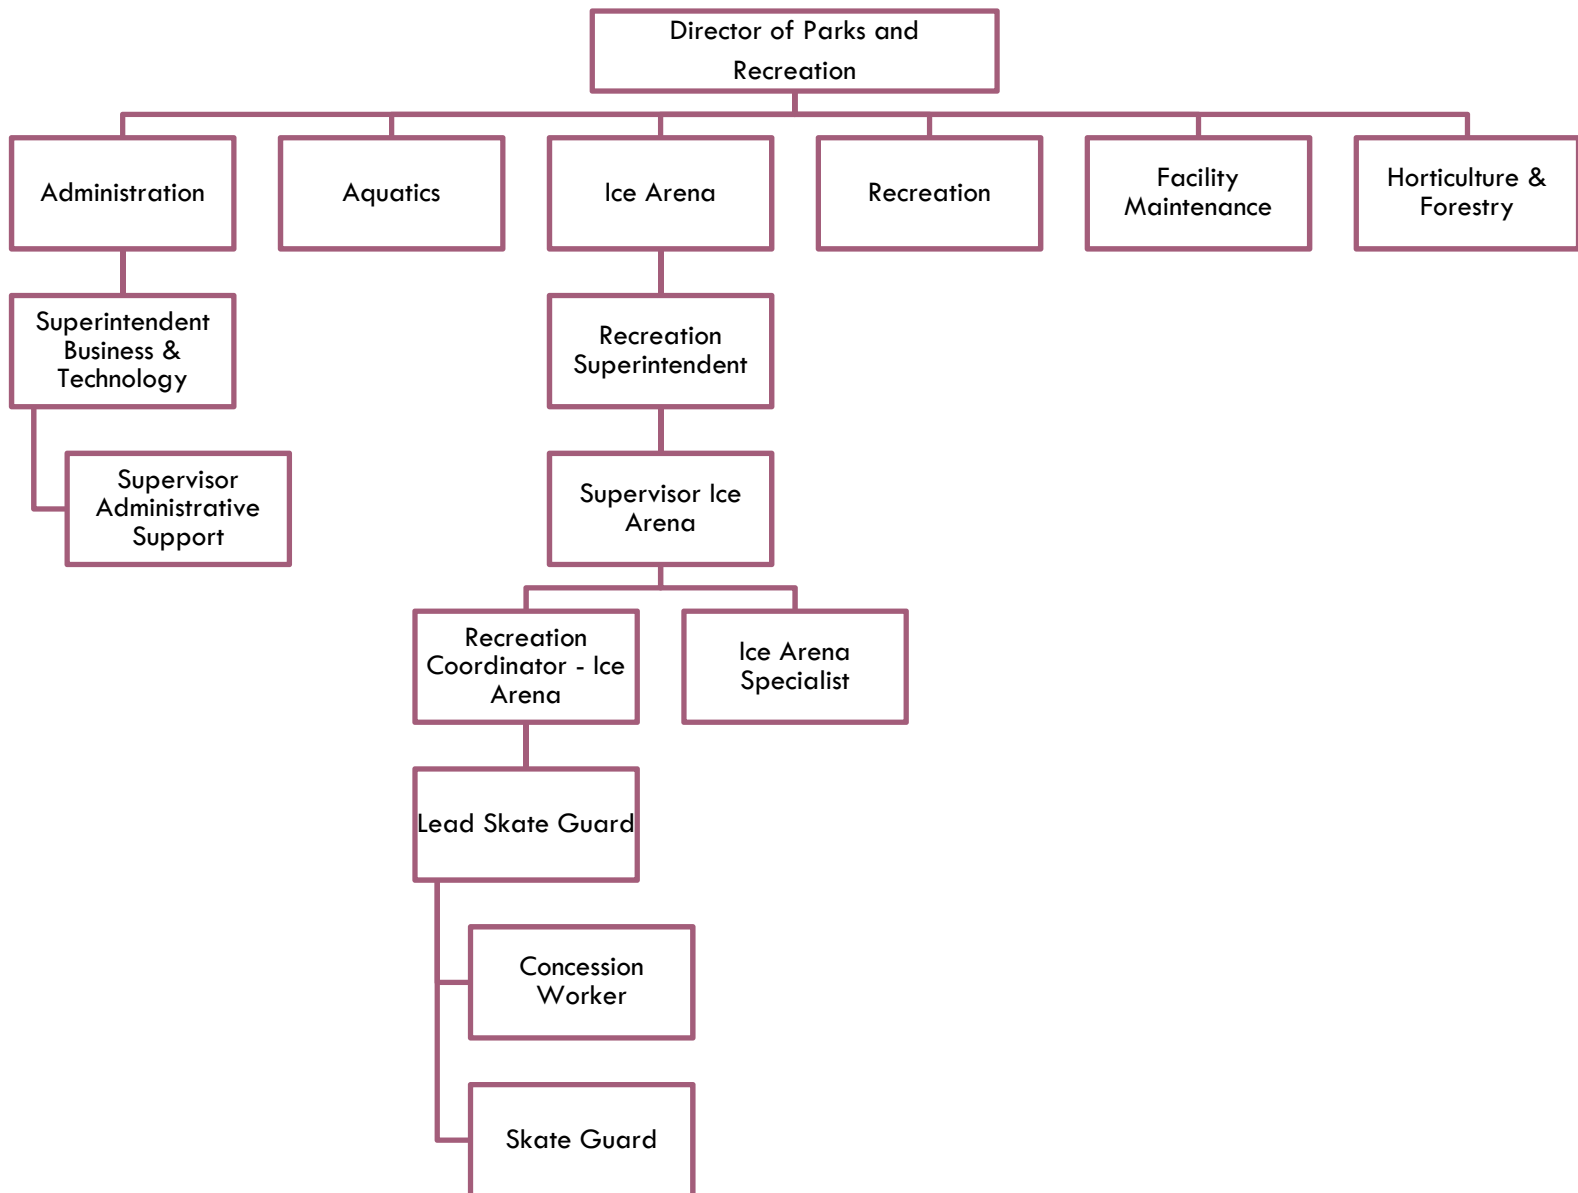 Director of Parks and
Recreation
Administration
Aquatics
Ice Arena
Recreation
Facility
Maintenance
Horticulture &
Forestry
Superintendent
Business &
Technology
Recreation
Superintendent
Supervisor
Administrative
Support
Supervisor Ice
Arena
Recreation
Coordinator - Ice
Arena
Ice Arena
Specialist
Lead Skate Guard
Concession
Worker
Skate Guard